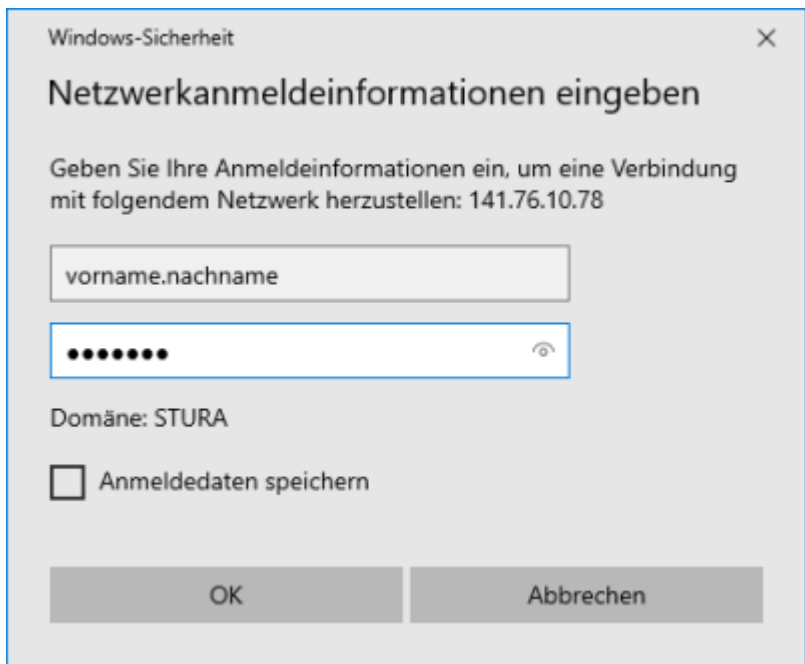 Windows-Sicherheit
Netzwerkanmeldeinformationen eingeben
Geben Sie Ihre Anmeldeinformationen ein, um eine Verbindung
mit folgendem Netzwerk herzustellen: 141.76.10.78
vorname.nachname
●●●●●●●
Domäne: STURA
Anmeldedaten speichern
OK
Abbrechen